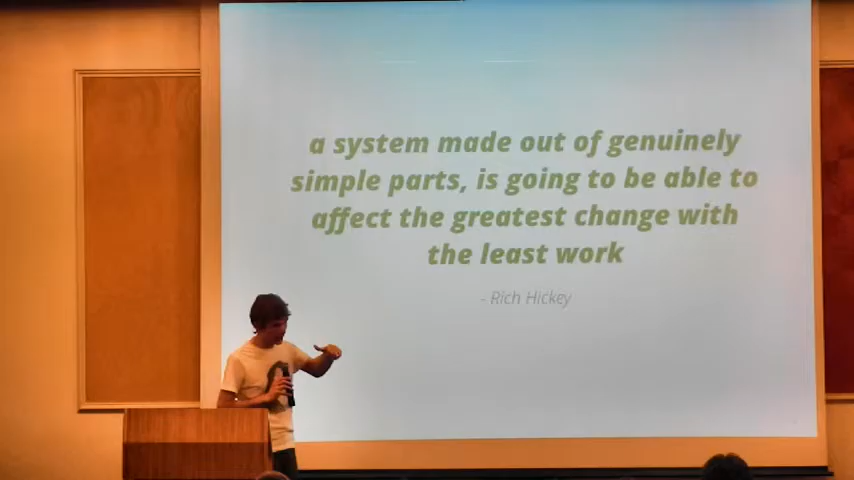 a system made out of genuinely
simple parts, is going to be able to
affect the greatest change with
the least work
- Rich Hickey